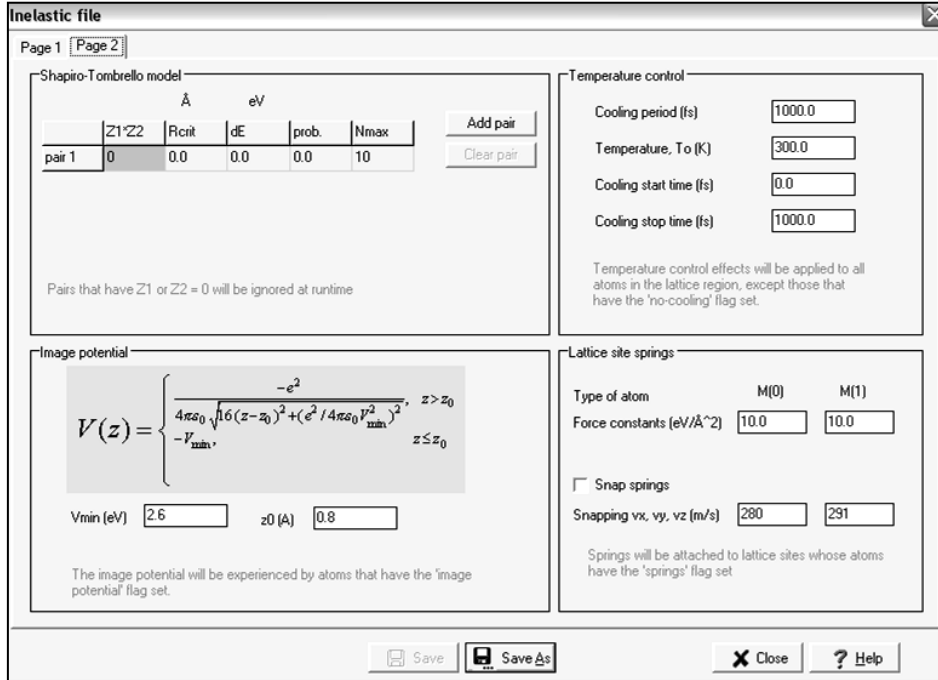 Inelastic file
Page 1 Page 2
Shapiro-Tombrello model
Å eV
Z1*Z2 Rcrit dE prob. Nmax
pair 1 0 0.0 0.0 0.0 10
Add pair
Clear pair
Pairs that have Z1 or Z2 = 0 will be ignored at runtime
Temperature control
Cooling period (fs) 1000.0
Temperature, To (K) 300.0
Cooling start time (fs) 0.0
Cooling stop time (fs) 1000.0
Temperature control effects will be applied to all
atoms in the lattice region, except those that
have the 'no-cooling' flag set.
Image potential
V(z) = { -e² / 4πε₀√16(z-z₀)²+(e²/4πε₀V²min)², z>z₀
-Vmin, z≤z₀
Vmin (eV) 2.6 z0 (A) 0.8
The image potential will be experienced by atoms that have the 'image
potential' flag set.
Lattice site springs
Type of atom M(0) M(1)
Force constants (eV/Å^2) 10.0 10.0
Snap springs
Snapping vx, vy, vz (m/s) 280 291
Springs will be attached to lattice sites whose atoms
have the 'springs' flag set
Save Save As Close Help